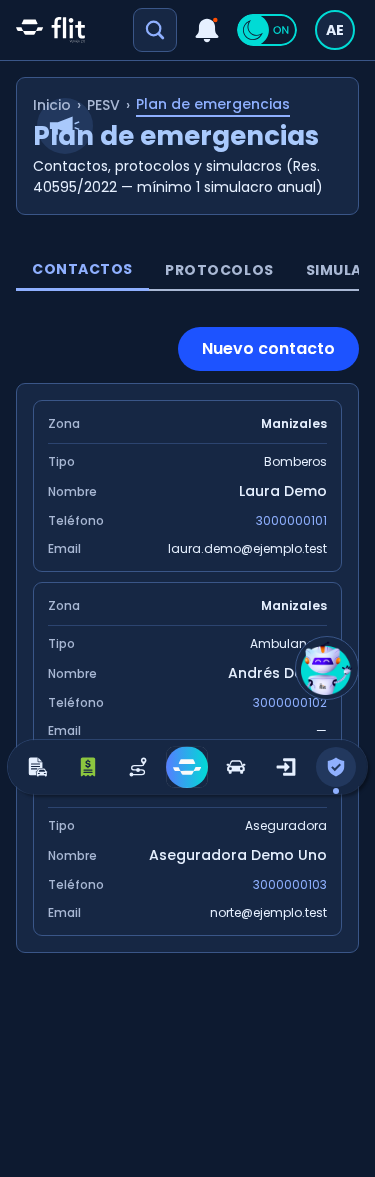 flit
ON
AE
Inicio › PESV › Plan de emergencias
Plan de emergencias
Contactos, protocolos y simulacros (Res.
40595/2022 — mínimo 1 simulacro anual)
CONTACTOS PROTOCOLOS SIMULA
Nuevo contacto
Zona Manizales
Tipo Bomberos
Nombre Laura Demo
Teléfono 3000000101
Email laura.demo@ejemplo.test
Zona Manizales
Tipo
Nombre Andrés
Teléfono 3000000102
Email —
Tipo Aseguradora
Nombre Aseguradora Demo Uno
Teléfono 3000000103
Email norte@ejemplo.test